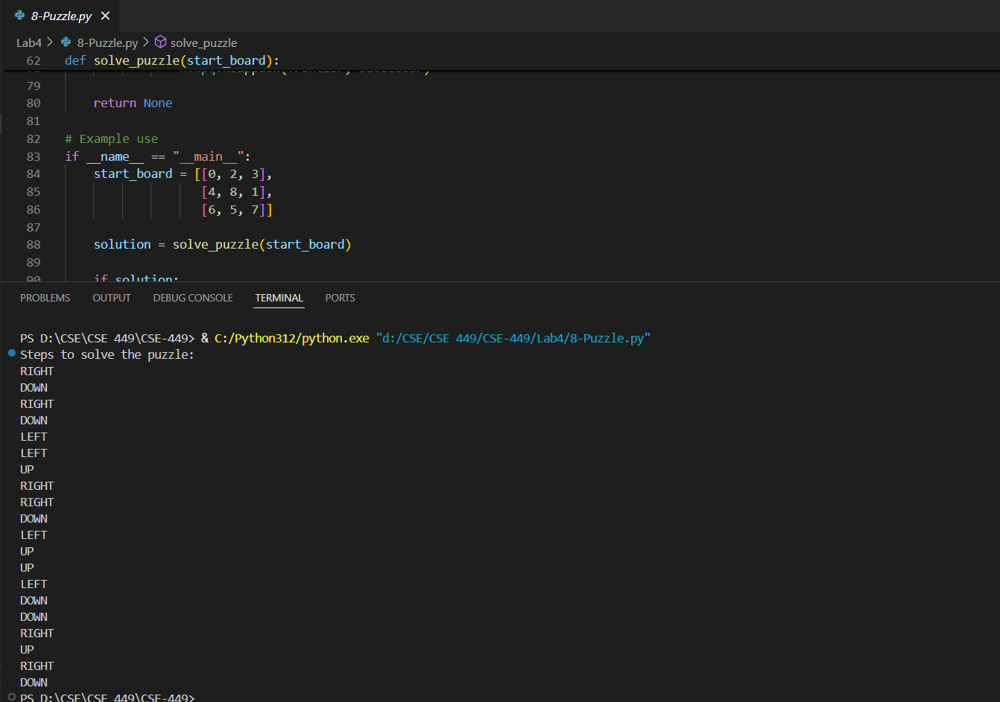 8-Puzzle.py
Lab4 > 8-Puzzle.py > solve_puzzle
62 def solve_puzzle(start_board):
heapq.heappush(frontier, successor)
79
80 return None
81
82 # Example use
83 if __name__ == "__main__":
84 start_board = [[0, 2, 3],
85 [4, 8, 1],
86 [6, 5, 7]]
87
88 solution = solve_puzzle(start_board)
89
90 if solution:
PROBLEMS OUTPUT DEBUG CONSOLE TERMINAL PORTS
PS D:\CSE\CSE 449\CSE-449> & C:/Python312/python.exe "d:/CSE/CSE 449/CSE-449/Lab4/8-Puzzle.py"
Steps to solve the puzzle:
RIGHT
DOWN
RIGHT
DOWN
LEFT
LEFT
UP
RIGHT
RIGHT
DOWN
LEFT
UP
UP
LEFT
DOWN
DOWN
RIGHT
UP
RIGHT
DOWN
PS D:\CSE\CSE 449\CSE-449>